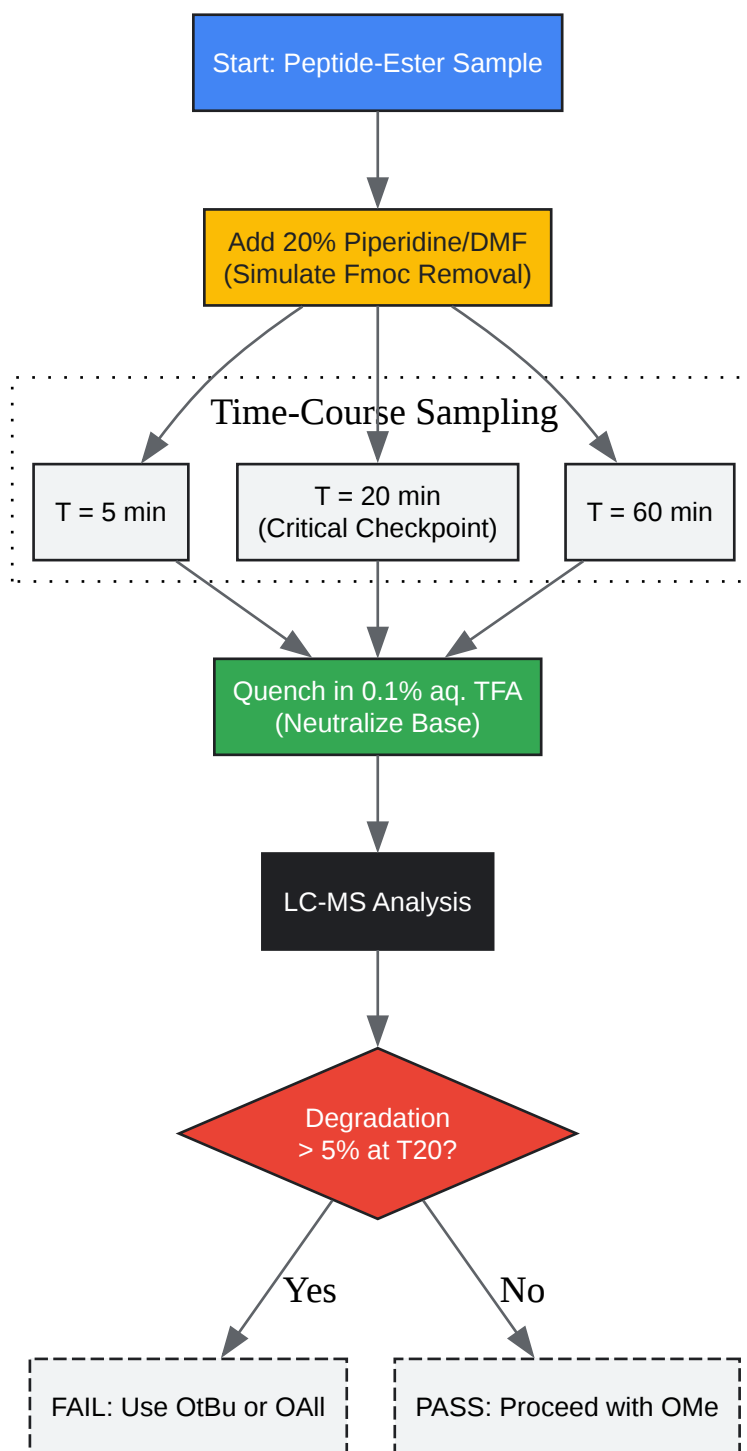 Start: Peptide-Ester Sample
Add 20% Piperidine/DMF
(Simulate Fmoc Removal)
Time-Course Sampling
T = 5 min
T = 20 min
(Critical Checkpoint)
T = 60 min
Quench in 0.1% aq. TFA
(Neutralize Base)
LC-MS Analysis
Degradation
> 5% at T20?
Yes
No
FAIL: Use OtBu or OAll
PASS: Proceed with OMe